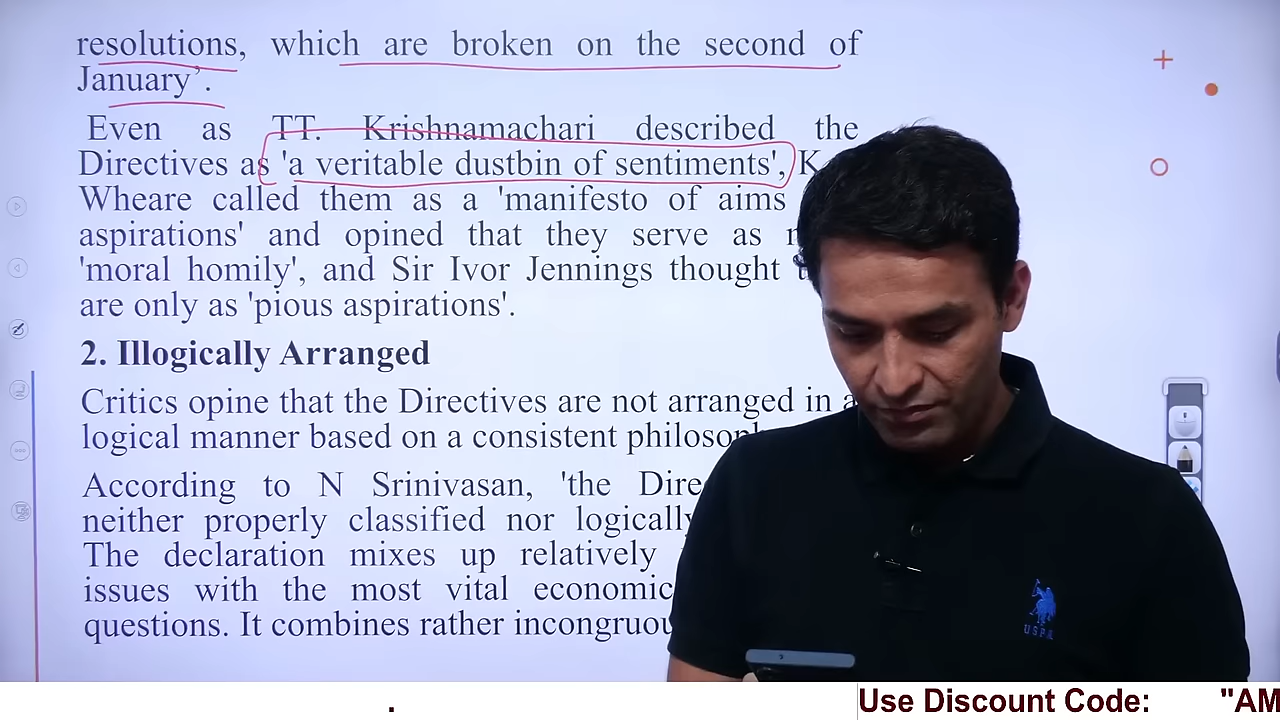 resolutions, which are broken on the second of
January'.
Even as TT. Krishnamachari described the
Directives as 'a veritable dustbin of sentiments', K
Wheare called them as a 'manifesto of aims
aspirations' and opined that they serve as
'moral homily', and Sir Ivor Jennings thought
are only as 'pious aspirations'.
2. Illogically Arranged
Critics opine that the Directives are not arranged in a
logical manner based on a consistent
According to N Srinivasan, 'the
neither properly classified nor logically
The declaration mixes up relatively
issues with the most vital economic
questions. It combines rather
USPA
. Use Discount Code: "AM